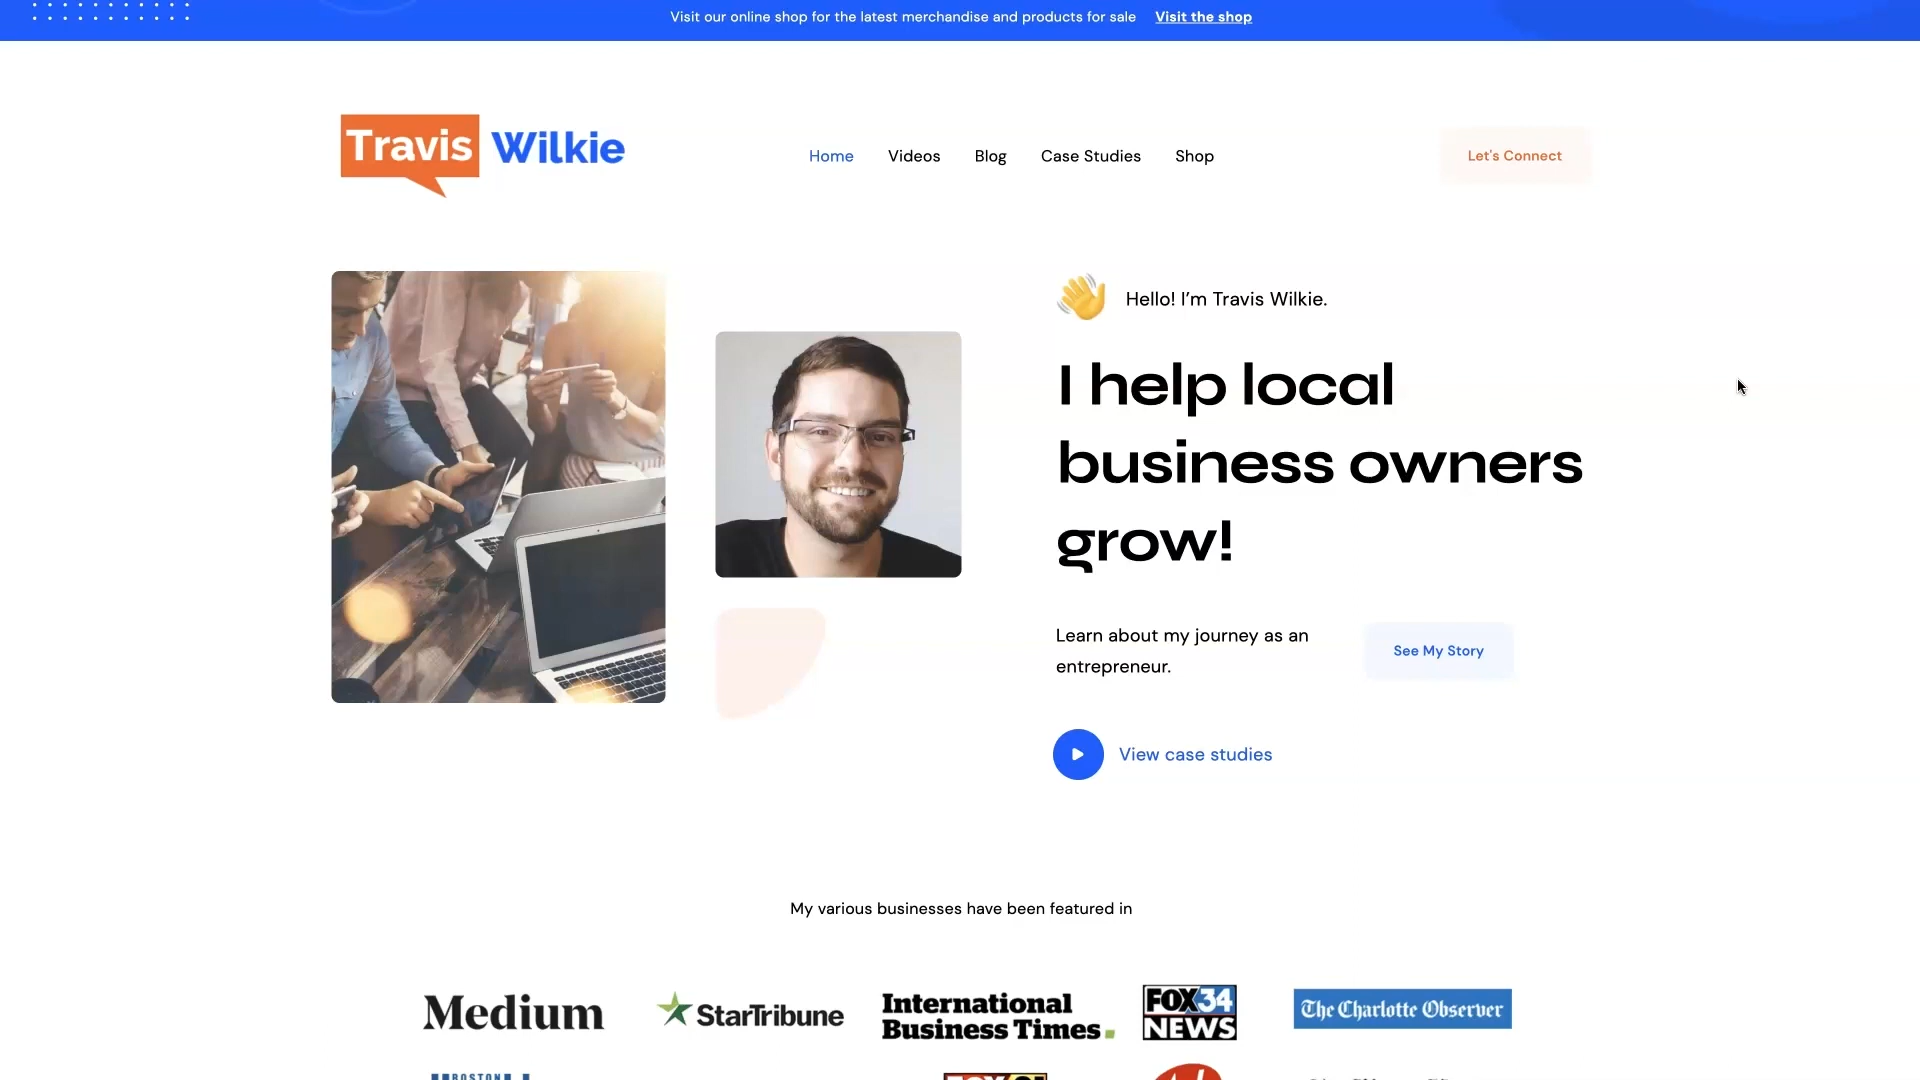 Visit our online shop for the latest merchandise and products for sale Visit the shop
Travis Wilkie
Home Videos Blog Case Studies Shop
Let's Connect
Hello! I’m Travis Wilkie.
I help local
business owners
grow!
Learn about my journey as an
entrepreneur.
See My Story
View case studies
My various businesses have been featured in
Medium
StarTribune
International
Business Times
FOX34
NEWS
The Charlotte Observer
BOSTON